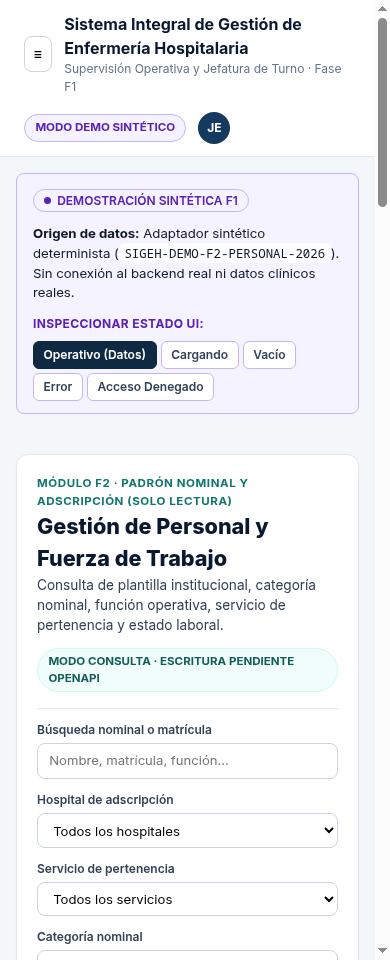 Sistema Integral de Gestión de
Enfermería Hospitalaria
Supervisión Operativa y Jefatura de Turno · Fase
F1
MODO DEMO SINTÉTICO
JE
DEMOSTRACIÓN SINTÉTICA F1
Origen de datos: Adaptador sintético
determinista ( SIGEH-DEMO-F2-PERSONAL-2026 ).
Sin conexión al backend real ni datos clínicos
reales.
INSPECCIONAR ESTADO UI:
Operativo (Datos) Cargando Vacío
Error Acceso Denegado
MÓDULO F2 · PADRÓN NOMINAL Y
ADSCRIPCIÓN (SOLO LECTURA)
Gestión de Personal y
Fuerza de Trabajo
Consulta de plantilla institucional, categoría
nominal, función operativa, servicio de
pertenencia y estado laboral.
MODO CONSULTA · ESCRITURA PENDIENTE
OPENAPI
Búsqueda nominal o matrícula
Nombre, matrícula, función...
Hospital de adscripción
Todos los hospitales
Servicio de pertenencia
Todos los servicios
Categoría nominal